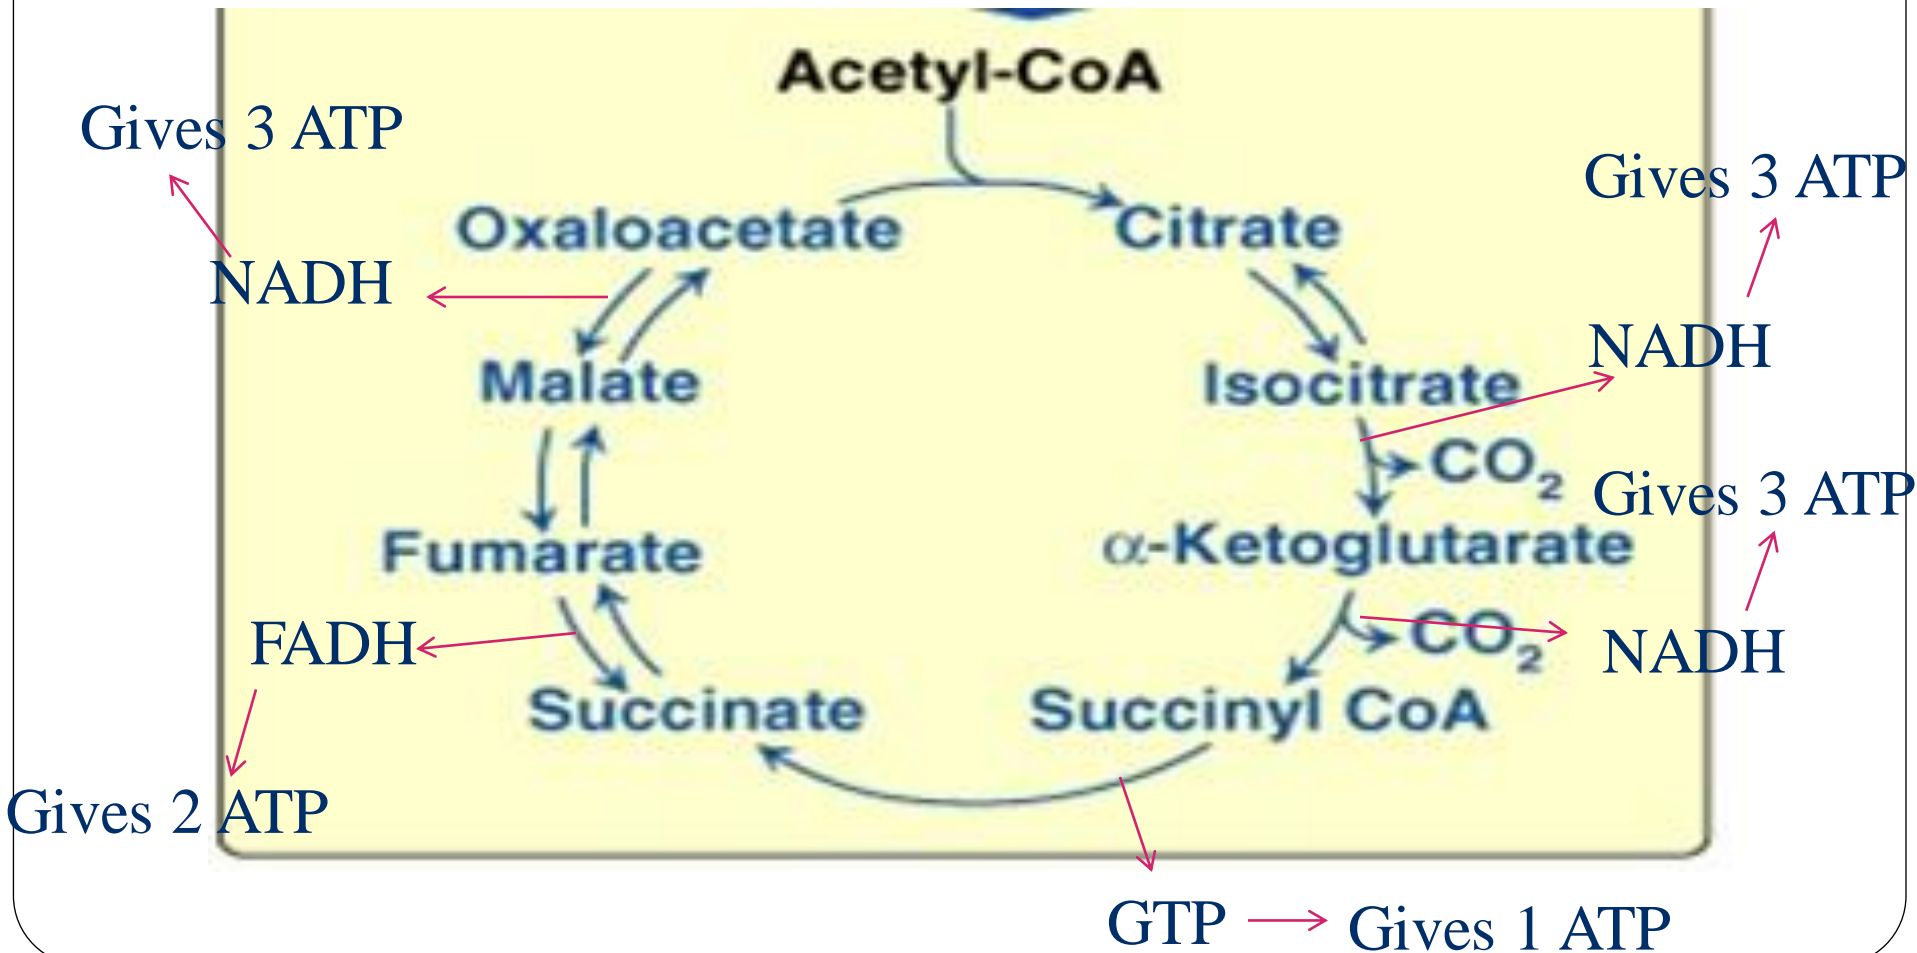 Acetyl-CoA
Gives 3 ATP
Gives 3 ATP
Oxaloacetate
Citrate
NADH
NADH
Malate
Isocitrate
CO₂
Gives 3 ATP
Fumarate
α-Ketoglutarate
FADH
CO₂
NADH
Succinate
Succinyl CoA
Gives 2 ATP
GTP
Gives 1 ATP